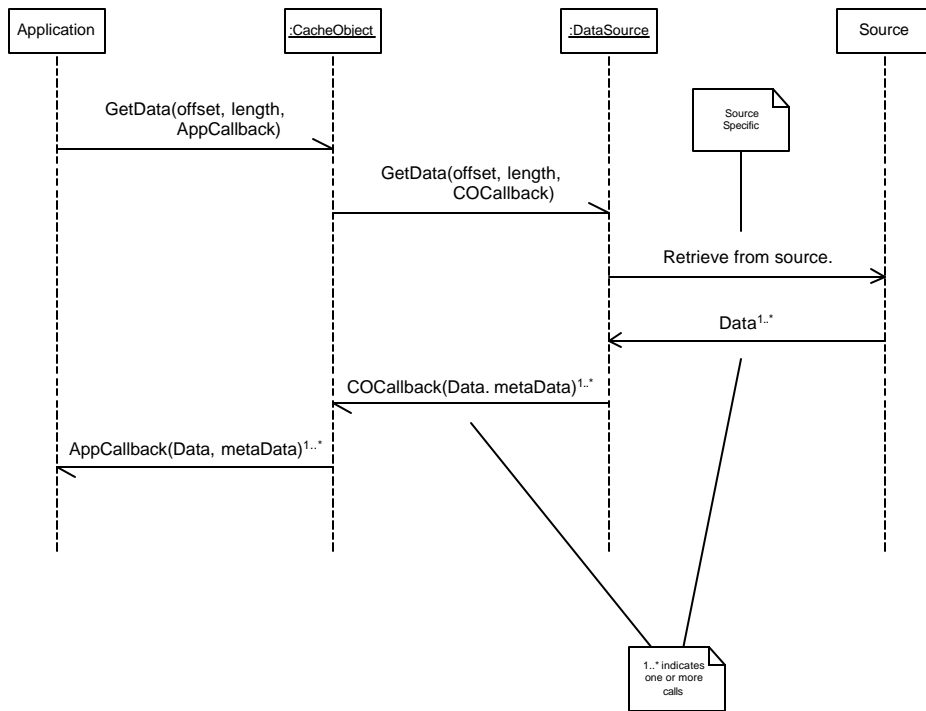 Application
:CacheObject
:DataSource
Source
GetData(offset, length,
AppCallback)
Source
Specific
GetData(offset, length,
COCallback)
Retrieve from source.
Data1..*
COCallback(Data. metaData)1..*
AppCallback(Data, metaData)1..*
1..* indicates
one or more
calls